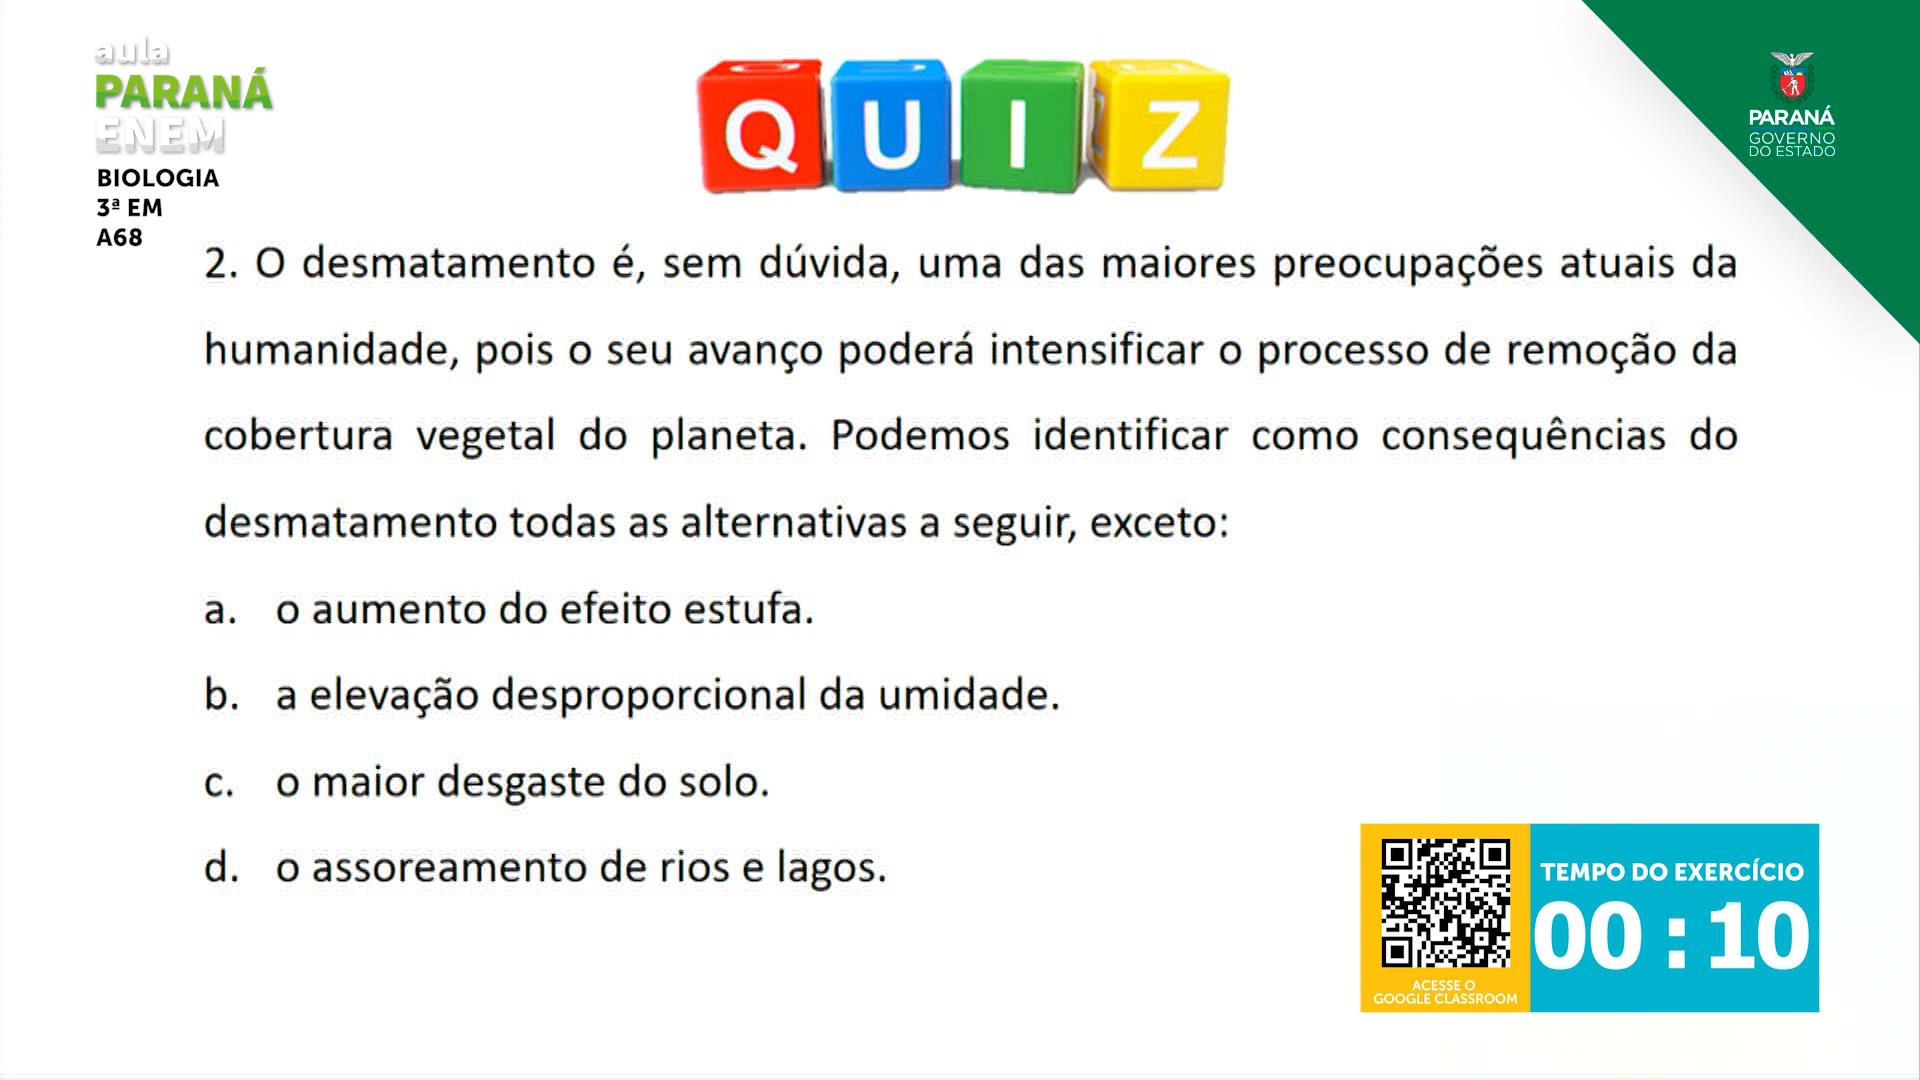 aula
PARANÁ
ENEM
BIOLOGIA
3ª EM
A68
QUIZ
PARANÁ
GOVERNO
DO ESTADO
2. O desmatamento é, sem dúvida, uma das maiores preocupações atuais da
humanidade, pois o seu avanço poderá intensificar o processo de remoção da
cobertura vegetal do planeta. Podemos identificar como consequências do
desmatamento todas as alternativas a seguir, exceto:
a. o aumento do efeito estufa.
b. a elevação desproporcional da umidade.
c. o maior desgaste do solo.
d. o assoreamento de rios e lagos.
ACESSE O
GOOGLE CLASSROOM
TEMPO DO EXERCÍCIO
00 : 10